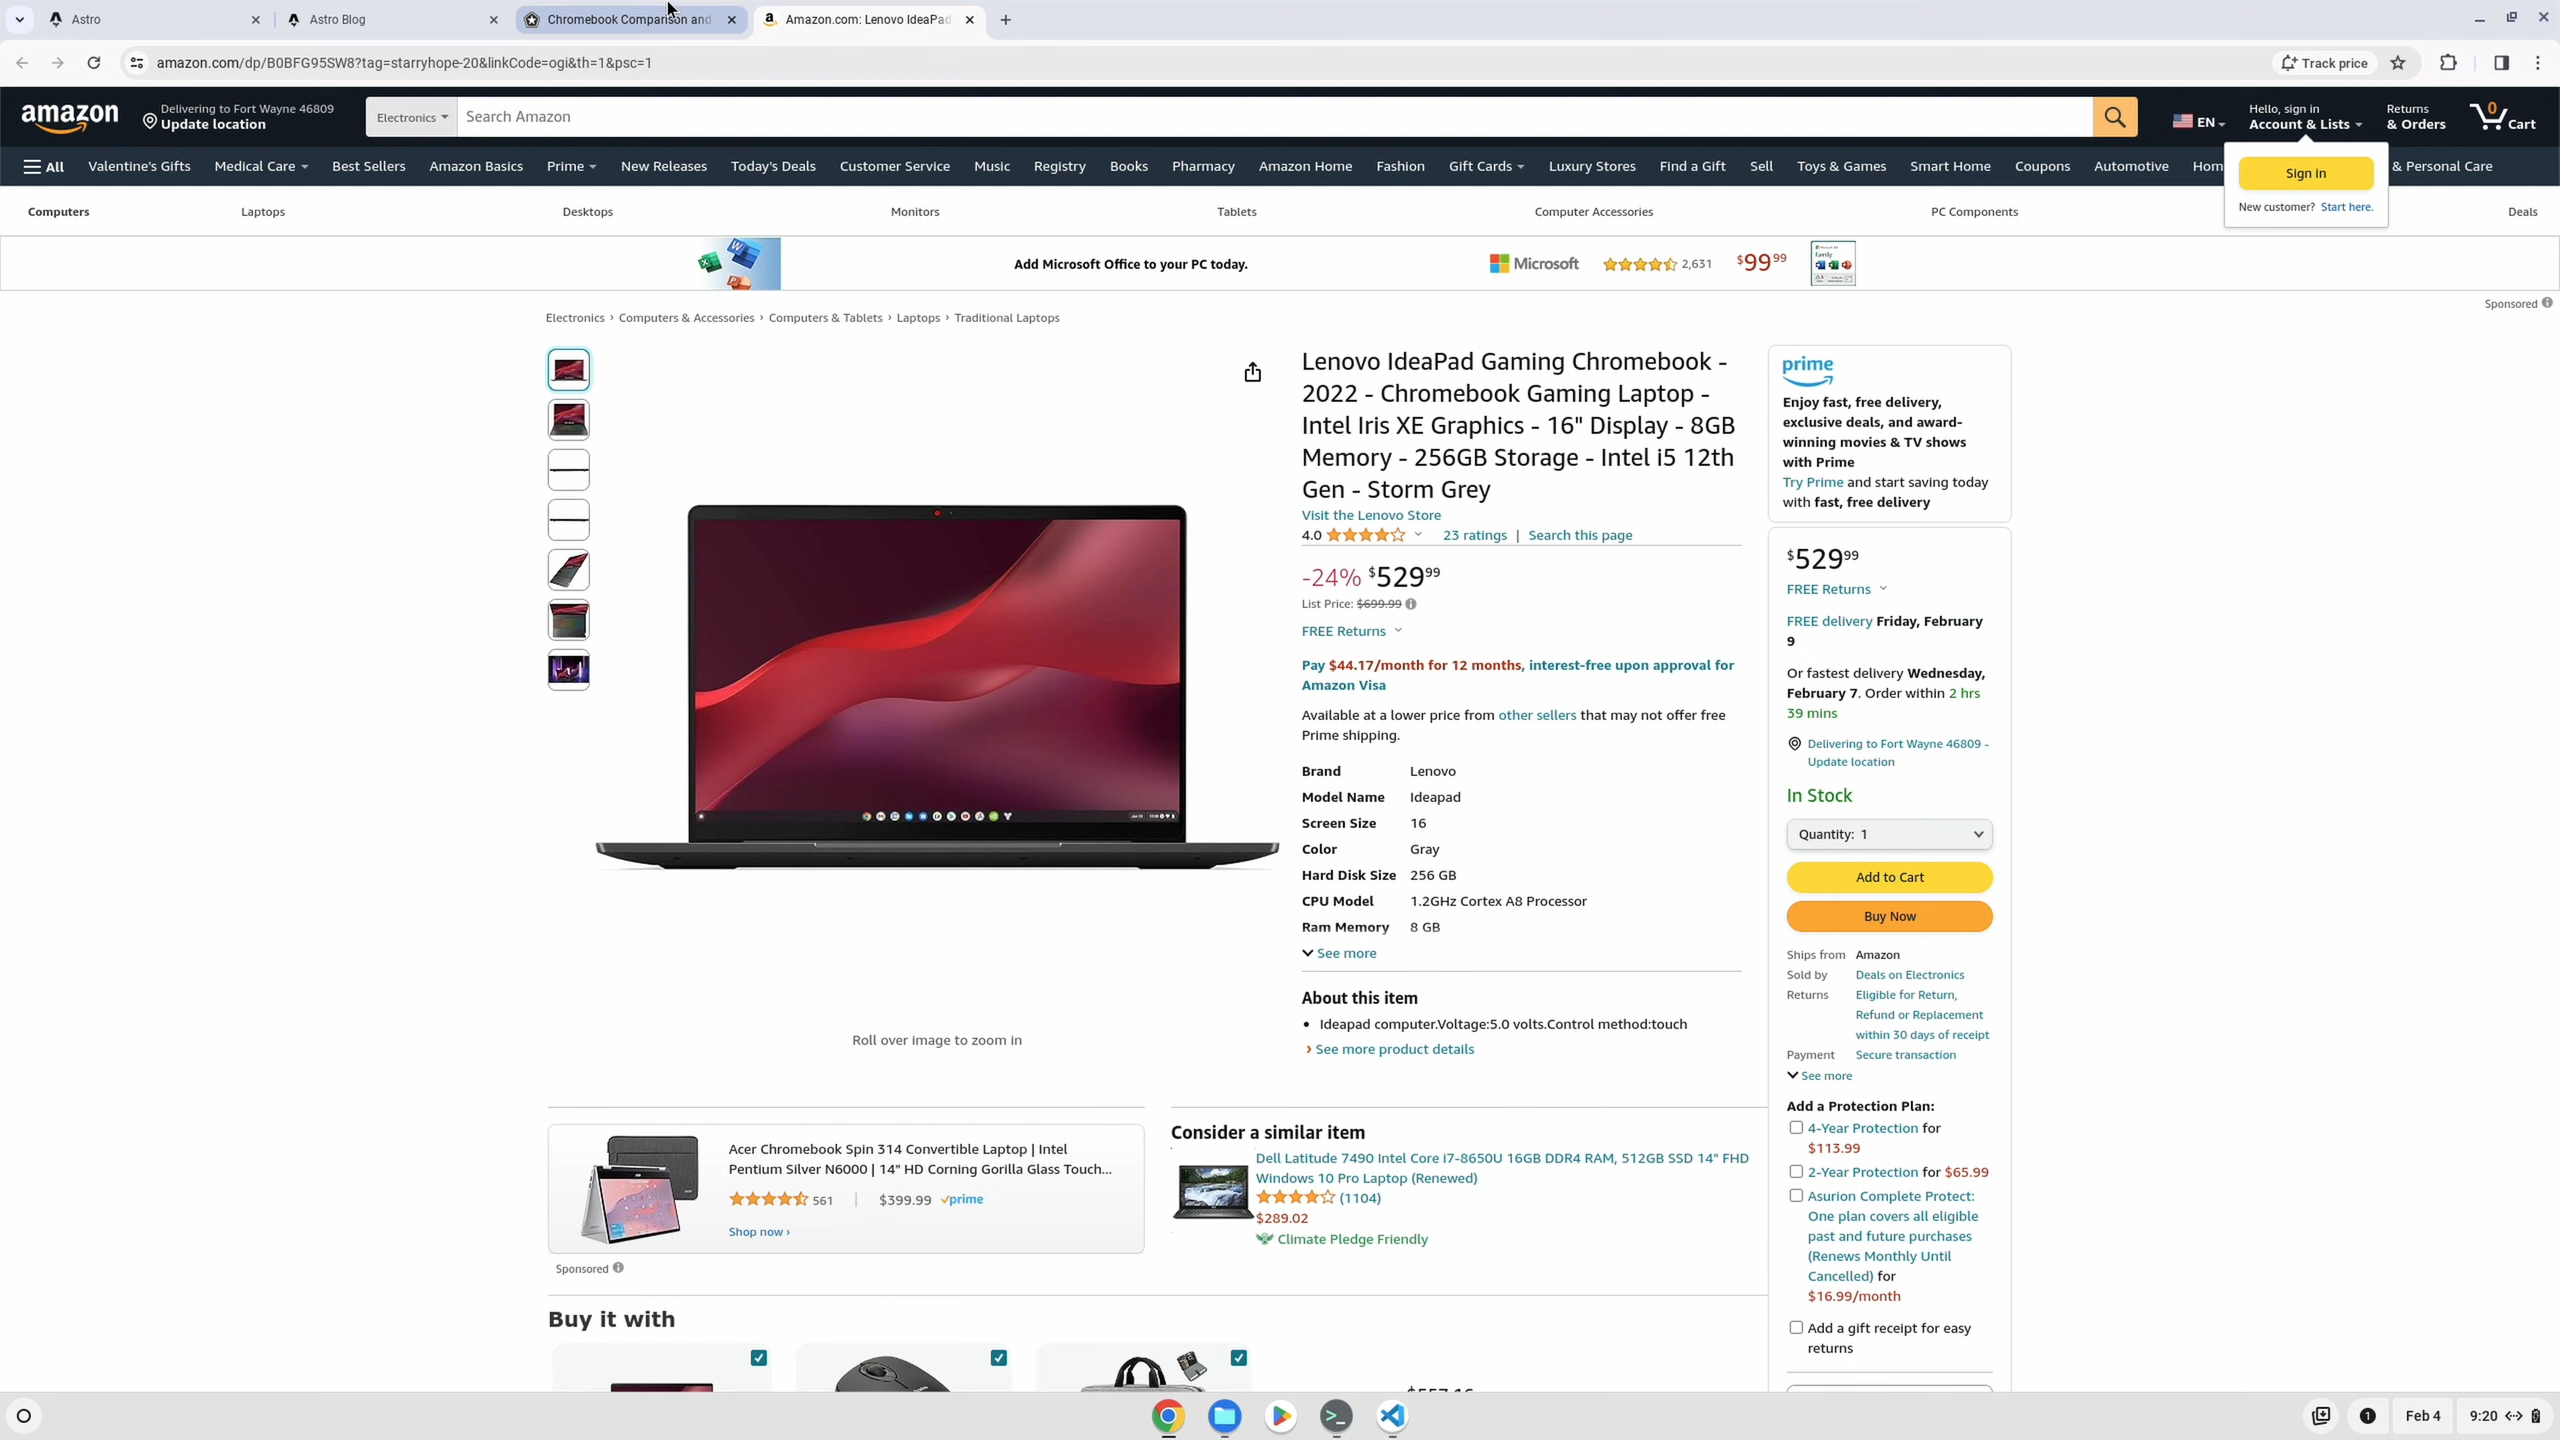 Astro
Astro Blog
Chromebook Comparison and
Amazon.com: Lenovo IdeaPad
amazon.com/dp/B0BFG95SW8?tag=starryhope-20&linkCode=ogi&th=1&psc=1
Track price
amazon
Delivering to Fort Wayne 46809
Update location
Electronics
Search Amazon
EN
Hello, sign in
Account & Lists
Returns
& Orders
0
Cart
All
Valentine's Gifts
Medical Care
Best Sellers
Amazon Basics
Prime
New Releases
Today's Deals
Customer Service
Music
Registry
Books
Pharmacy
Amazon Home
Fashion
Gift Cards
Luxury Stores
Find a Gift
Sell
Toys & Games
Smart Home
Coupons
Automotive
Hom
& Personal Care
Sign in
New customer? Start here.
Computers
Laptops
Desktops
Monitors
Tablets
Computer Accessories
PC Components
Deals
Add Microsoft Office to your PC today.
Microsoft
2,631
$99 99
Sponsored
Electronics › Computers & Accessories › Computers & Tablets › Laptops › Traditional Laptops
Lenovo IdeaPad Gaming Chromebook -
2022 - Chromebook Gaming Laptop -
Intel Iris XE Graphics - 16" Display - 8GB
Memory - 256GB Storage - Intel i5 12th
Gen - Storm Grey
Visit the Lenovo Store
4.0
23 ratings | Search this page
-24% $529 99
List Price: $699.99
FREE Returns
Pay $44.17/month for 12 months, interest-free upon approval for
Amazon Visa
Available at a lower price from other sellers that may not offer free
Prime shipping.
Brand Lenovo
Model Name Ideapad
Screen Size 16
Color Gray
Hard Disk Size 256 GB
CPU Model 1.2GHz Cortex A8 Processor
Ram Memory 8 GB
See more
About this item
• Ideapad computer.Voltage:5.0 volts.Control method:touch
› See more product details
Roll over image to zoom in
prime
Enjoy fast, free delivery,
exclusive deals, and award-
winning movies & TV shows
with Prime
Try Prime and start saving today
with fast, free delivery
$529 99
FREE Returns
FREE delivery Friday, February
9
Or fastest delivery Wednesday,
February 7. Order within 2 hrs
39 mins
Delivering to Fort Wayne 46809 -
Update location
In Stock
Quantity: 1
Add to Cart
Buy Now
Ships from Amazon
Sold by Deals on Electronics
Returns Eligible for Return,
Refund or Replacement
within 30 days of receipt
Payment Secure transaction
See more
Add a Protection Plan:
4-Year Protection for
$113.99
2-Year Protection for $65.99
Asurion Complete Protect:
One plan covers all eligible
past and future purchases
(Renews Monthly Until
Cancelled) for
$16.99/month
Add a gift receipt for easy
returns
Acer Chromebook Spin 314 Convertible Laptop | Intel
Pentium Silver N6000 | 14" HD Corning Gorilla Glass Touch...
561 | $399.99 prime
Shop now ›
Sponsored
Consider a similar item
Dell Latitude 7490 Intel Core i7-8650U 16GB DDR4 RAM, 512GB SSD 14" FHD
Windows 10 Pro Laptop (Renewed)
(1104)
$289.02
Climate Pledge Friendly
Buy it with
1
Feb 4
9:20